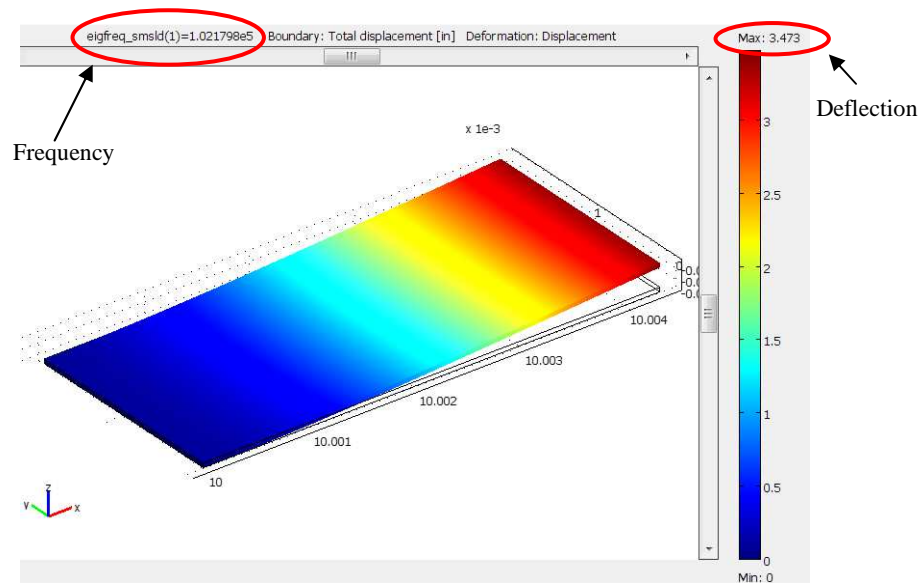 eigfreq_smsld(1)=1.021798e5 Boundary: Total displacement [in] Deformation: Displacement
Max: 3.473
Deflection
Frequency
x 1e-3
1
0
10.004
10.003
10.002
10.001
10
3
2.5
2
1.5
1
0.5
0
Min: 0
z
y
x